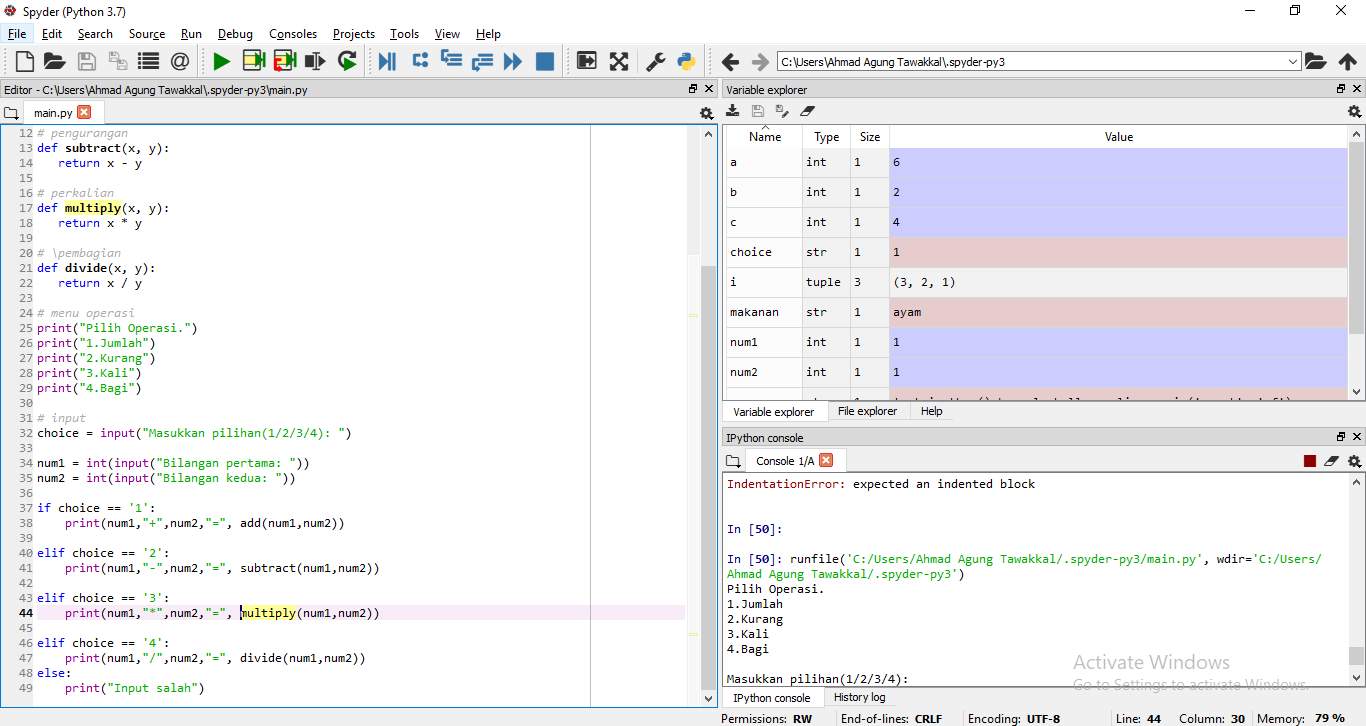 Spyder (Python 3.7)
File Edit Search Source Run Debug Consoles Projects Tools View Help
C:\Users\Ahmad Agung Tawakkal\.spyder-py3
Editor - C:\Users\Ahmad Agung Tawakkal\.spyder-py3\main.py
main.py
12 # pengurangan
13 def subtract(x, y):
14 return x - y
15
16 # perkalian
17 def multiply(x, y):
18 return x * y
19
20 # \pembagian
21 def divide(x, y):
22 return x / y
23
24 # menu operasi
25 print("Pilih Operasi.")
26 print("1.Jumlah")
27 print("2.Kurang")
28 print("3.Kali")
29 print("4.Bagi")
30
31 # input
32 choice = input("Masukkan pilihan(1/2/3/4): ")
33
34 num1 = int(input("Bilangan pertama: "))
35 num2 = int(input("Bilangan kedua: "))
36
37 if choice == '1':
38 print(num1,"+",num2,"=", add(num1,num2))
39
40 elif choice == '2':
41 print(num1,"-",num2,"=", subtract(num1,num2))
42
43 elif choice == '3':
44 print(num1,"*",num2,"=", multiply(num1,num2))
45
46 elif choice == '4':
47 print(num1,"/",num2,"=", divide(num1,num2))
48 else:
49 print("Input salah")
Variable explorer
Name Type Size Value
a int 1 6
b int 1 2
c int 1 4
choice str 1 1
i tuple 3 (3, 2, 1)
makanan str 1 ayam
num1 int 1 1
num2 int 1 1
Variable explorer File explorer Help
IPython console
Console 1/A
IndentationError: expected an indented block
In [50]:
In [50]: runfile('C:/Users/Ahmad Agung Tawakkal/.spyder-py3/main.py', wdir='C:/Users/
Ahmad Agung Tawakkal/.spyder-py3')
Pilih Operasi.
1.Jumlah
2.Kurang
3.Kali
4.Bagi
Masukkan pilihan(1/2/3/4):
Activate Windows
Go to Settings to activate Windows.
IPython console History log
Permissions: RW End-of-lines: CRLF Encoding: UTF-8 Line: 44 Column: 30 Memory: 79 %